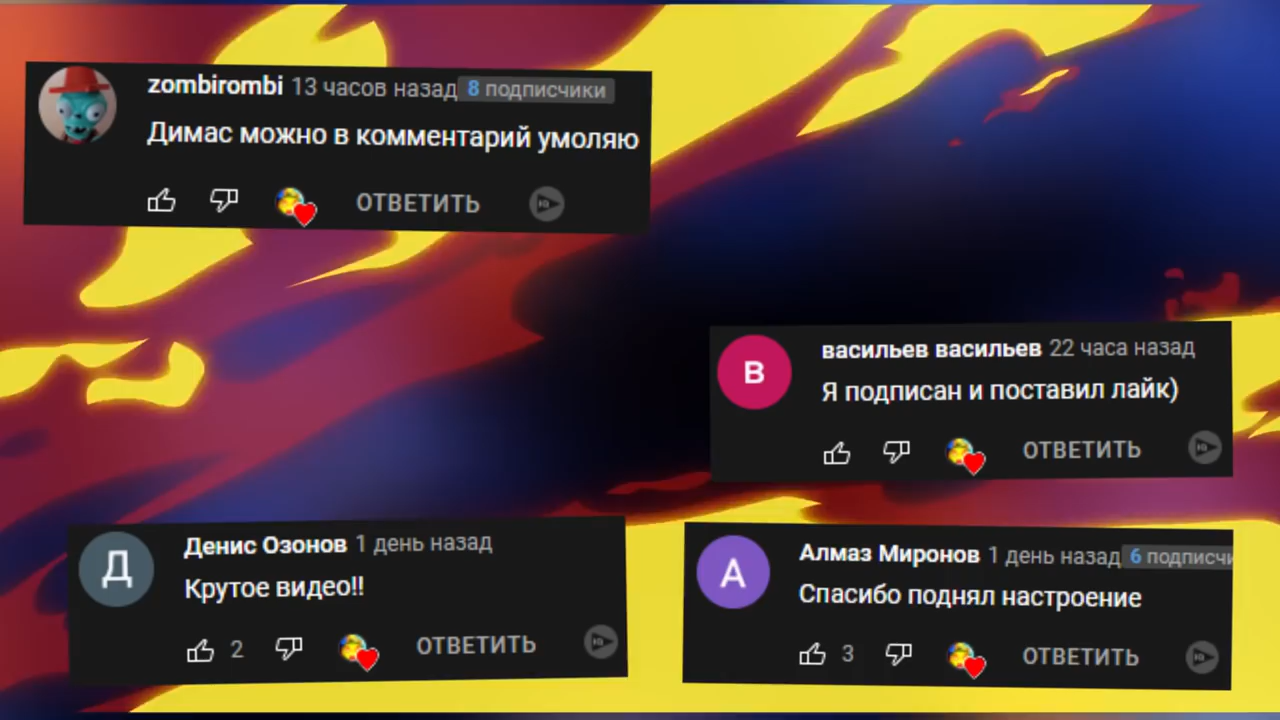 zombirombi 13 часов назад 8 подписчики
Димас можно в комментарий умоляю
ОТВЕТИТЬ
В
васильев васильев 22 часа назад
Я подписан и поставил лайк)
ОТВЕТИТЬ
Д
Денис Озонов 1 день назад
Крутое видео!!
2 ОТВЕТИТЬ
А
Алмаз Миронов 1 день назад 6 подписчи
Спасибо поднял настроение
3 ОТВЕТИТЬ